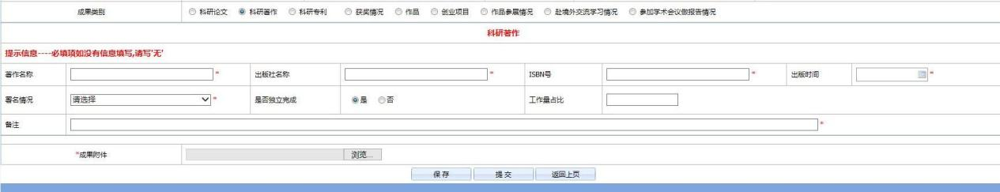 成果类别 科研论文 科研著作 科研专利 获奖情况 作品 创业项目 作品参展情况 赴境外交流学习情况 参加学术会议做报告情况
科研著作
提示信息----必填项如没有信息填写,请写'无'
著作名称 * 出版社名称 * ISBN号 * 出版时间 *
署名情况 请选择 * 是否独立完成 是 否 工作量占比
备注 *
*成果附件 浏览...
保存 提交 返回上页